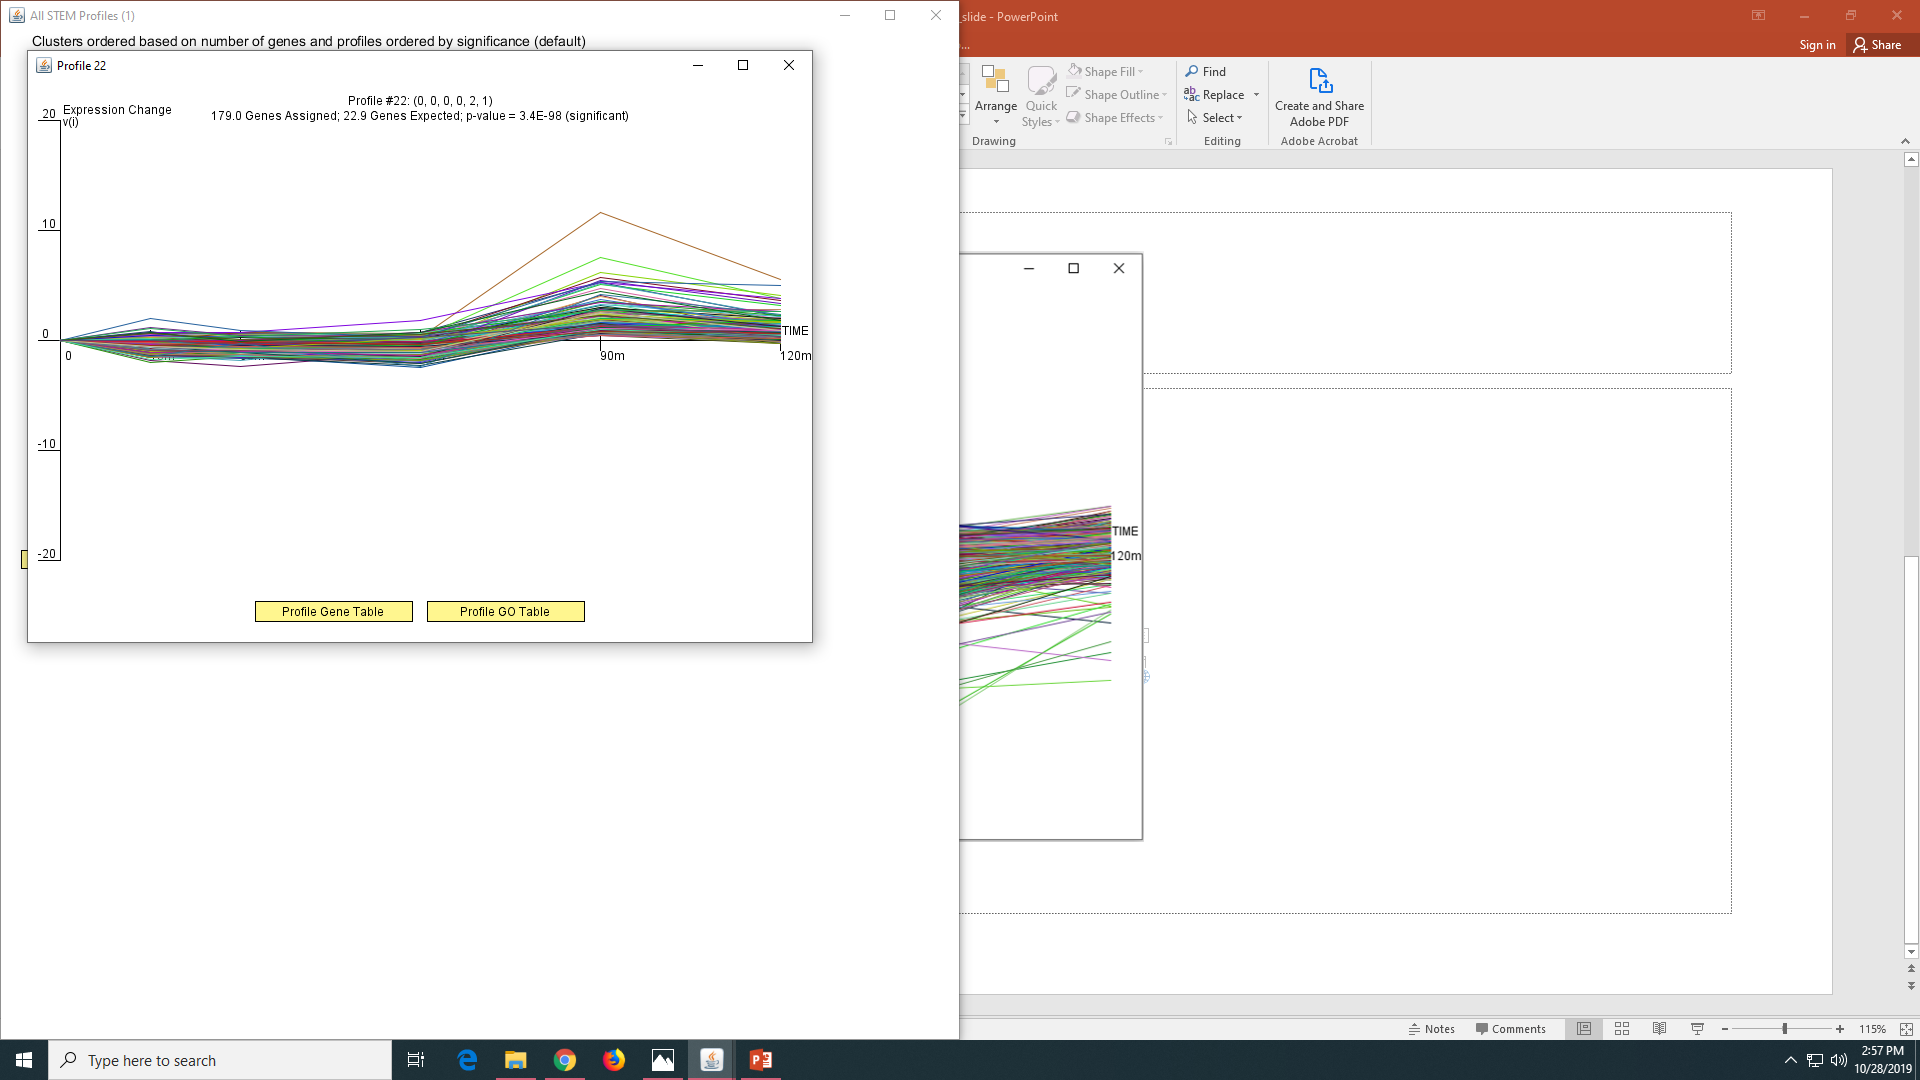 All STEM Profiles (1)
_slide - PowerPoint
Clusters ordered based on number of genes and profiles ordered by significance (default)
Sign in
Share
Profile 22
Profile #22: (0, 0, 0, 0, 2, 1)
179.0 Genes Assigned; 22.9 Genes Expected; p-value = 3.4E-98 (significant)
Expression Change
v(i)
20
10
0
-10
-20
0
90m
120m
TIME
Profile Gene Table
Profile GO Table
Arrange
Quick
Styles
Shape Fill
Shape Outline
Shape Effects
Drawing
Find
Replace
Select
Editing
Create and Share
Adobe PDF
Adobe Acrobat
TIME
120m
Notes
Comments
115%
Type here to search
2:57 PM
10/28/2019